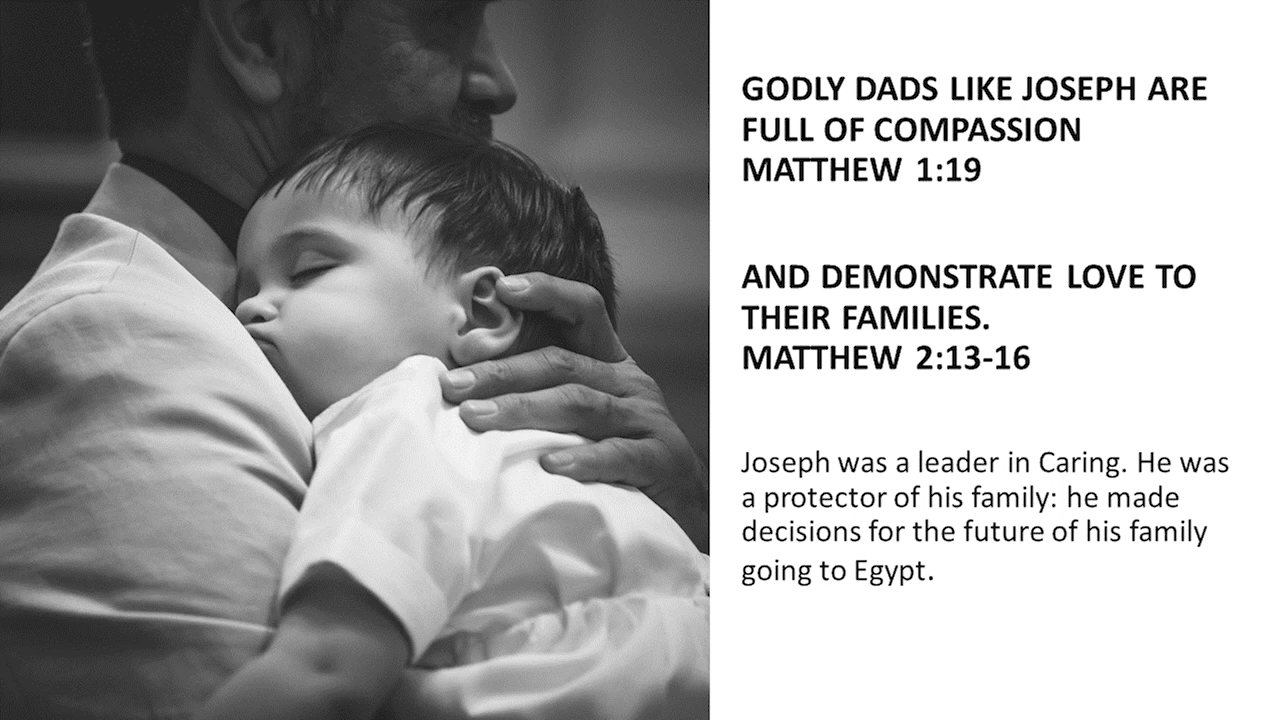 GODLY DADS LIKE JOSEPH ARE
FULL OF COMPASSION
MATTHEW 1:19
AND DEMONSTRATE LOVE TO
THEIR FAMILIES.
MATTHEW 2:13-16
Joseph was a leader in Caring. He was
a protector of his family: he made
decisions for the future of his family
going to Egypt.